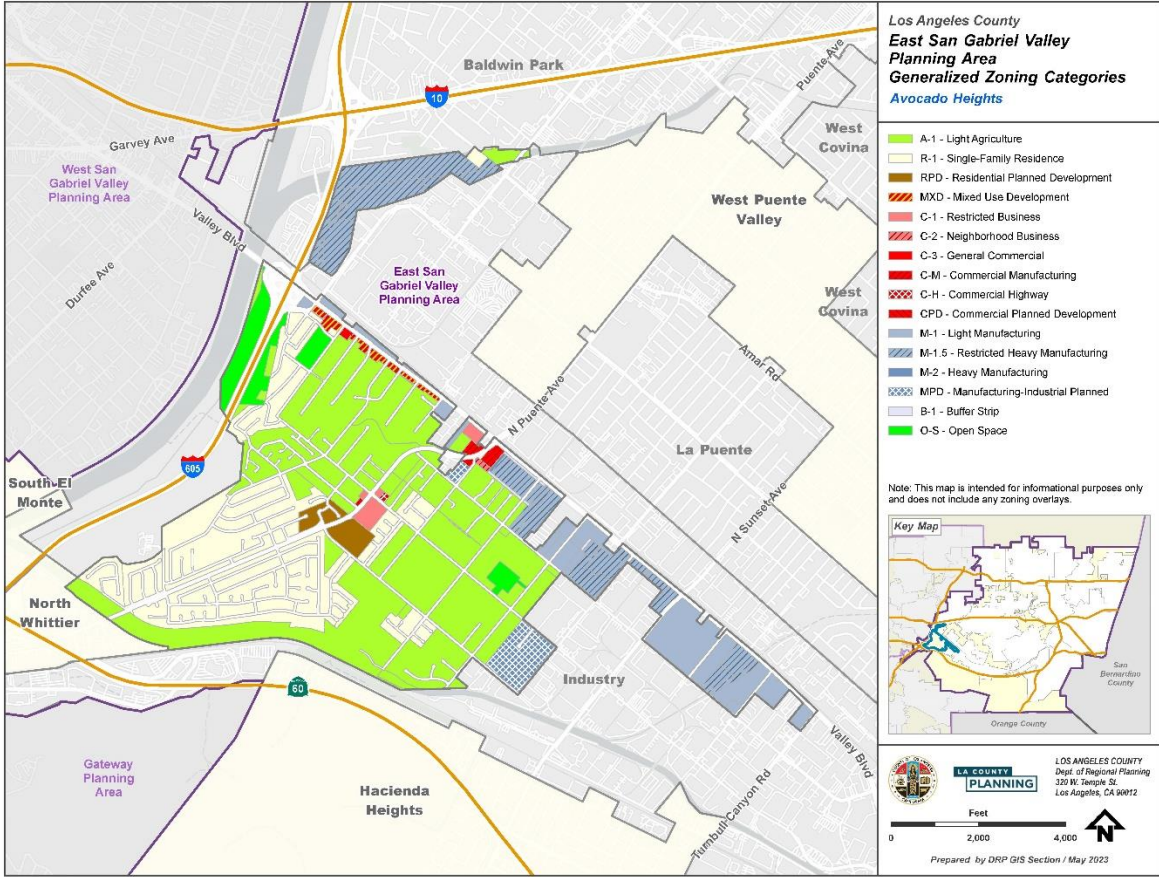 Los Angeles County
East San Gabriel Valley
Planning Area
Generalized Zoning Categories
Avocado Heights
A-1 - Light Agriculture
R-1 - Single-Family Residence
RPD - Residential Planned Development
MXD - Mixed Use Development
C-1 - Restricted Business
C-2 - Neighborhood Business
C-3 - General Commercial
C-M - Commercial Manufacturing
C-H - Commercial Highway
CPD - Commercial Planned Development
M-1 - Light Manufacturing
M-1.5 - Restricted Heavy Manufacturing
M-2 - Heavy Manufacturing
MPD - Manufacturing-Industrial Planned
B-1 - Buffer Strip
O-S - Open Space
Note: This map is intended for informational purposes only
and does not include any zoning overlays.
Key Map
San
Bernardino
County
Orange County
LA COUNTY
PLANNING
LOS ANGELES COUNTY
Dept. of Regional Planning
320 W. Temple St.
Los Angeles, CA 90012
Feet
0 2,000 4,000
N
Prepared by DRP GIS Section / May 2023
Baldwin Park
Puente Ave
10
Garvey Ave
West
Covina
West San
Gabriel Valley
Planning Area
West Puente
Valley
Valley Blvd
Durfee Ave
East San
Gabriel Valley
Planning Area
West
Covina
Amar Rd
N Puente Ave
La Puente
605
South El
Monte
N Sunset Ave
North
Whittier
Industry
60
Valley Blvd
Gateway
Planning
Area
Hacienda
Heights
Turnbull Canyon Rd